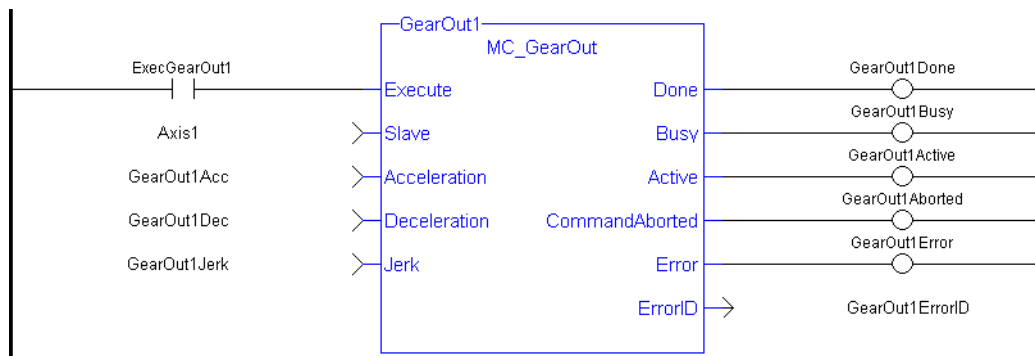 GearOut1
MC_GearOut
ExecGearOut1 Execute Done GearOut1Done
Axis1 Slave Busy GearOut1Busy
GearOut1Acc Acceleration Active GearOut1Active
GearOut1Dec Deceleration CommandAborted GearOut1Aborted
GearOut1Jerk Jerk Error GearOut1Error
ErrorID GearOut1ErrorID